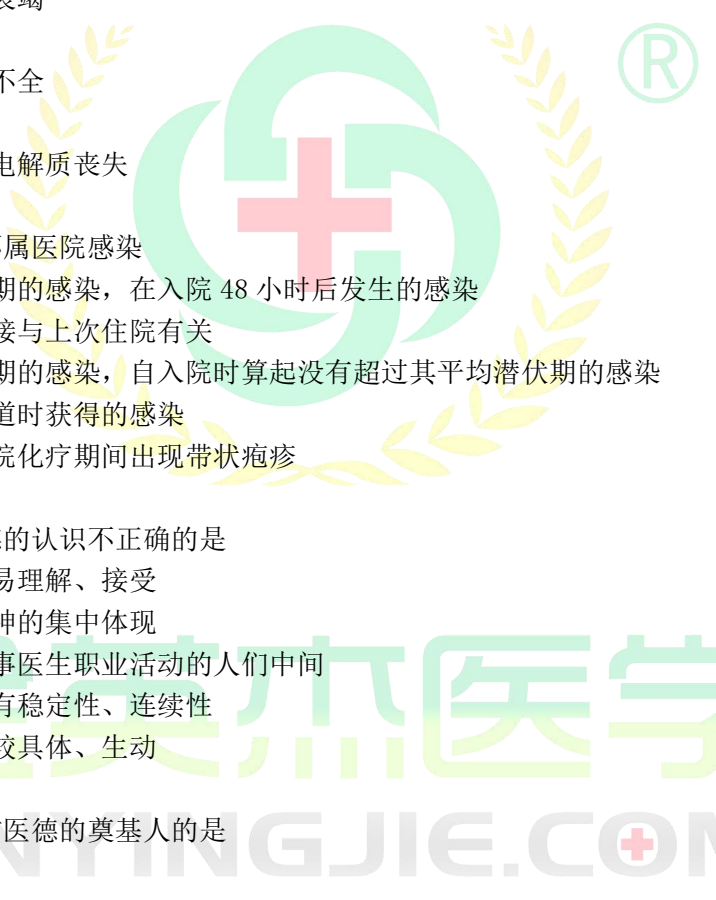 衰竭
不全
电解质丧失
属医院感染
期的感染，在入院 48 小时后发生的感染
接与上次住院有关
期的感染，自入院时算起没有超过其平均潜伏期的感染
道时获得的感染
院化疗期间出现带状疱疹
的认识不正确的是
易理解、接受
神的集中体现
事医生职业活动的人们中间
有稳定性、连续性
较具体、生动
医德的奠基人的是
英杰医学
NYINGJIE.COM
®